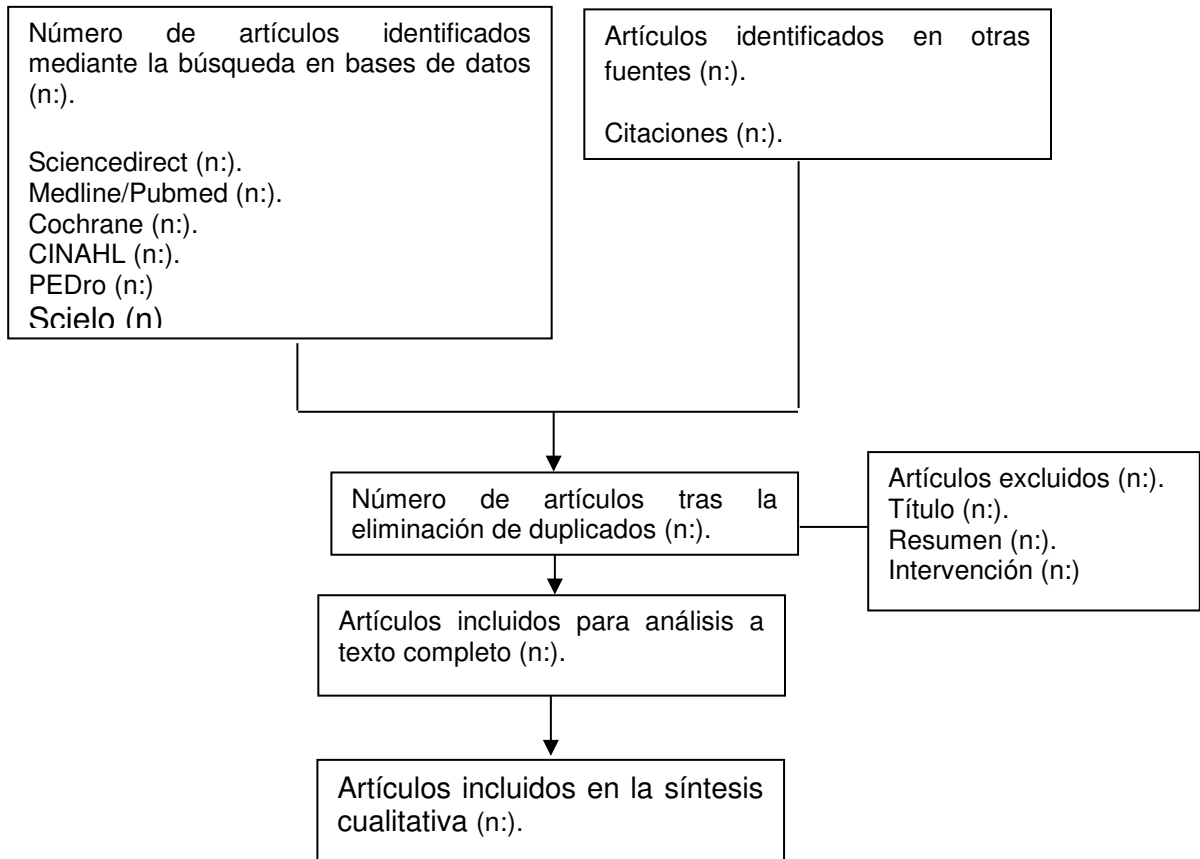 Número de artículos identificados
mediante la búsqueda en bases de datos
(n:).
Sciencedirect (n:).
Medline/Pubmed (n:).
Cochrane (n:).
CINAHL (n:).
PEDro (n:)
Scielo (n)
Artículos identificados en otras
fuentes (n:).
Citaciones (n:).
Número de artículos tras la
eliminación de duplicados (n:).
Artículos excluidos (n:).
Título (n:).
Resumen (n:).
Intervención (n:)
Artículos incluidos para análisis a
texto completo (n:).
Artículos incluidos en la síntesis
cualitativa (n:).